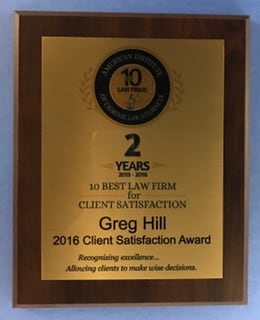 AMERICAN INSTITUTE
10
LAW FIRMS
OF CRIMINAL LAW ATTORNEYS
2
YEARS
2015 - 2016
10 BEST LAW FIRM
for
CLIENT SATISFACTION
Greg Hill
2016 Client Satisfaction Award
Recognizing excellence...
Allowing clients to make wise decisions.